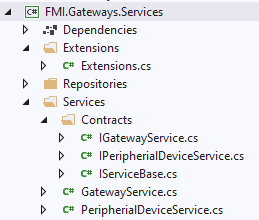 C# FMI.Gateways.Services
Dependencies
Extensions
C# Extensions.cs
Repositories
Services
Contracts
C# IGatewayService.cs
C# IPeripherialDeviceService.cs
C# IServiceBase.cs
C# GatewayService.cs
C# PeripherialDeviceService.cs